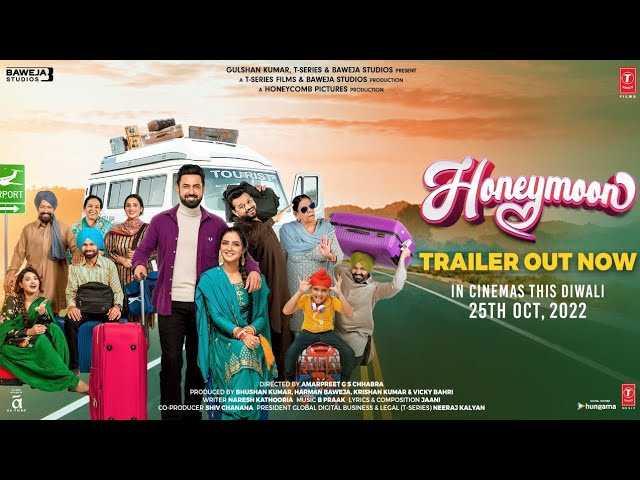 BAWEJA
STUDIOS
GULSHAN KUMAR, T-SERIES & BAWEJA STUDIOS PRESENT
A T-SERIES FILMS & BAWEJA STUDIOS PRODUCTION
A HONEYCOMB PICTURES PRODUCTION
T
FILMS
TOURIST
PORT
Honeymoon
TRAILER OUT NOW
IN CINEMAS THIS DIWALI
25TH OCT, 2022
DIRECTED BY AMARPREET G S CHHABRA
PRODUCED BY BHUSHAN KUMAR, HARMAN BAWEJA, KRISHAN KUMAR & VICKY BAHRI
WRITER NARESH KATHOORIA MUSIC B PRAAK LYRICS & COMPOSITION JAANI
CO-PRODUCER SHIV CHANANA PRESIDENT GLOBAL DIGITAL BUSINESS & LEGAL (T-SERIES) NEERAJ KALYAN
hungama
T
MUSIC